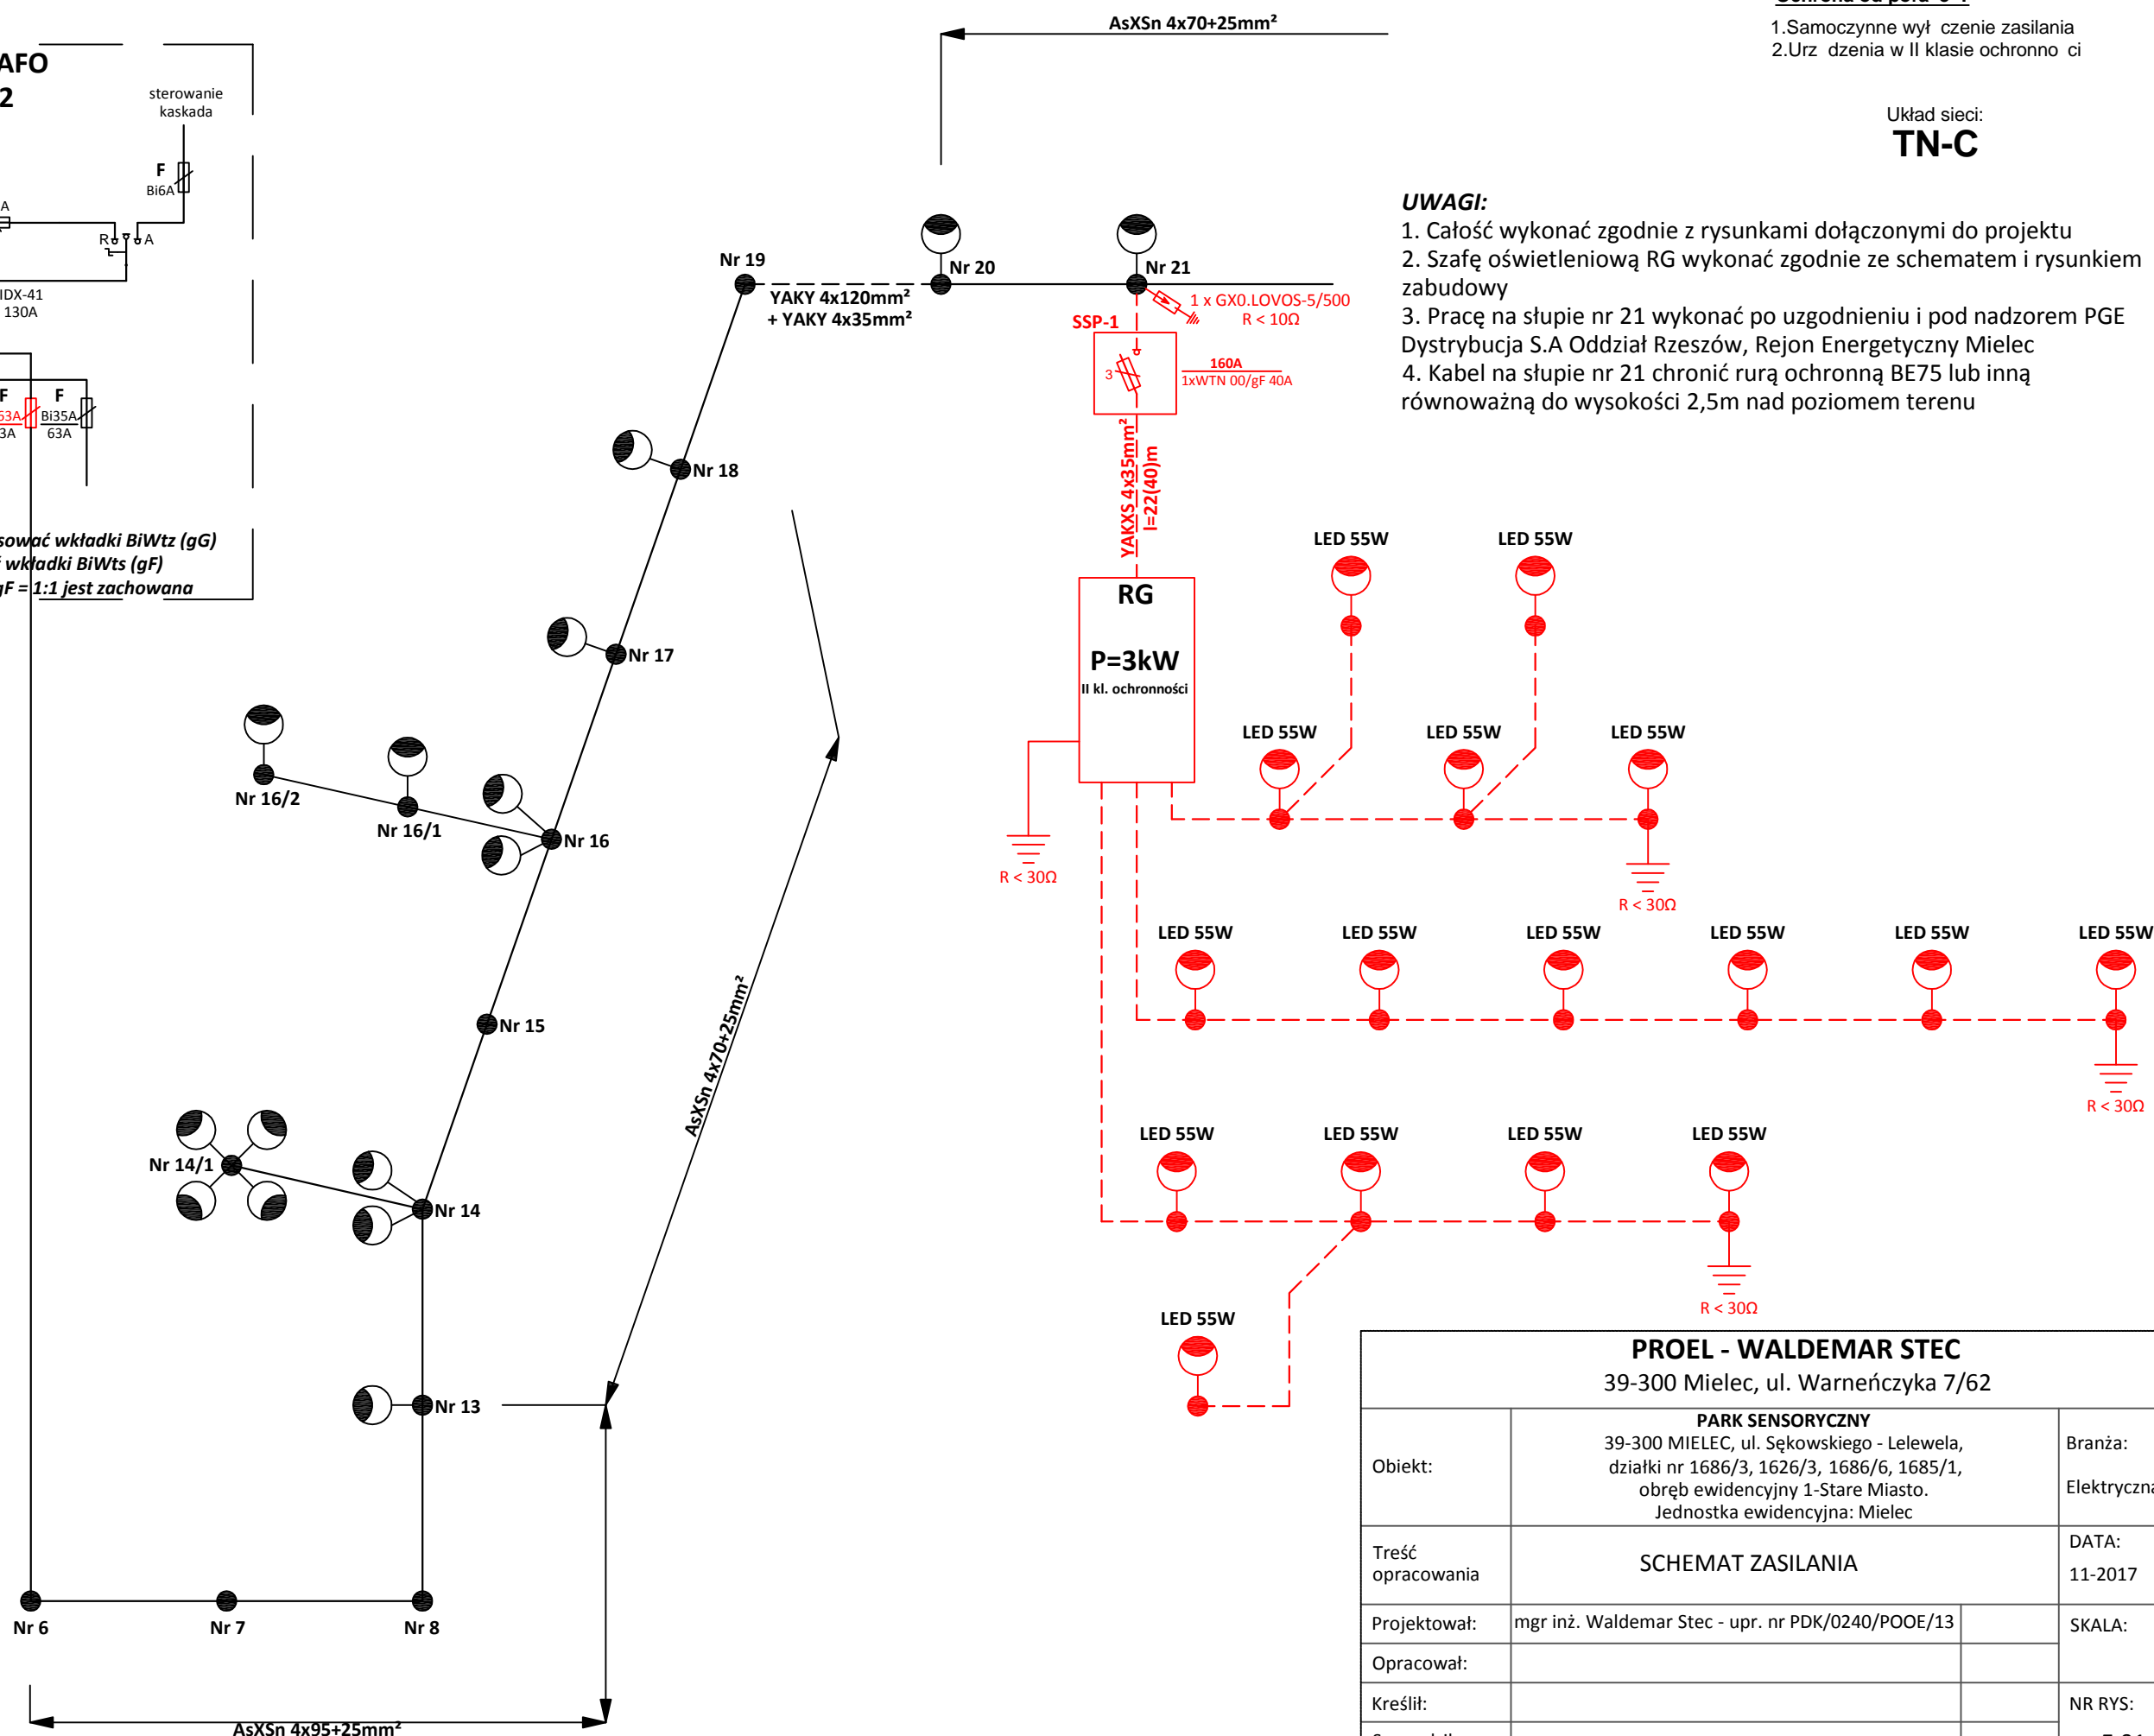 AsXSn 4x70+25mm²
1.Samoczynne wył czenie zasilania
2.Urz dzenia w II klasie ochronno ci
Układ sieci:
TN-C
UWAGI:
1. Całość wykonać zgodnie z rysunkami dołączonymi do projektu
2. Szafę oświetleniową RG wykonać zgodnie ze schematem i rysunkiem
zabudowy
3. Pracę na słupie nr 21 wykonać po uzgodnieniu i pod nadzorem PGE
Dystrybucja S.A Oddział Rzeszów, Rejon Energetyczny Mielec
4. Kabel na słupie nr 21 chronić rurą ochronną BE75 lub inną
równoważną do wysokości 2,5m nad poziomem terenu
AFO
2
sterowanie
kaskada
F
Bi6A
A
R
A
IDX-41
130A
F
63A
3A
F
Bi35A
63A
sować wkładki BiWtz (gG)
wkładki BiWts (gF)
gF = 1:1 jest zachowana
Nr 19
YAKY 4x120mm²
+ YAKY 4x35mm²
Nr 20
Nr 21
1 x GX0.LOVOS-5/500
R < 10Ω
SSP-1
3
160A
1xWTN 00/gF 40A
YAKXS 4x35mm²
l=22(40)m
RG
P=3kW
II kl. ochronności
R < 30Ω
Nr 18
Nr 17
Nr 16/2
Nr 16/1
Nr 16
Nr 15
AsXSn 4x70+25mm²
Nr 14/1
Nr 14
Nr 13
Nr 6
Nr 7
Nr 8
AsXSn 4x95+25mm²
LED 55W
LED 55W
LED 55W
LED 55W
LED 55W
R < 30Ω
LED 55W
LED 55W
LED 55W
LED 55W
LED 55W
LED 55W
R < 30Ω
LED 55W
LED 55W
LED 55W
LED 55W
R < 30Ω
LED 55W
PROEL - WALDEMAR STEC
39-300 Mielec, ul. Warneńczyka 7/62
Obiekt:
PARK SENSORYCZNY
39-300 MIELEC, ul. Sękowskiego - Lelewela,
działki nr 1686/3, 1626/3, 1686/6, 1685/1,
obręb ewidencyjny 1-Stare Miasto.
Jednostka ewidencyjna: Mielec
Branża:
Elektryczna
Treść
opracowania
SCHEMAT ZASILANIA
DATA:
11-2017
Projektował:
mgr inż. Waldemar Stec - upr. nr PDK/0240/POOE/13
SKALA:
Opracował:
Kreślił:
NR RYS: